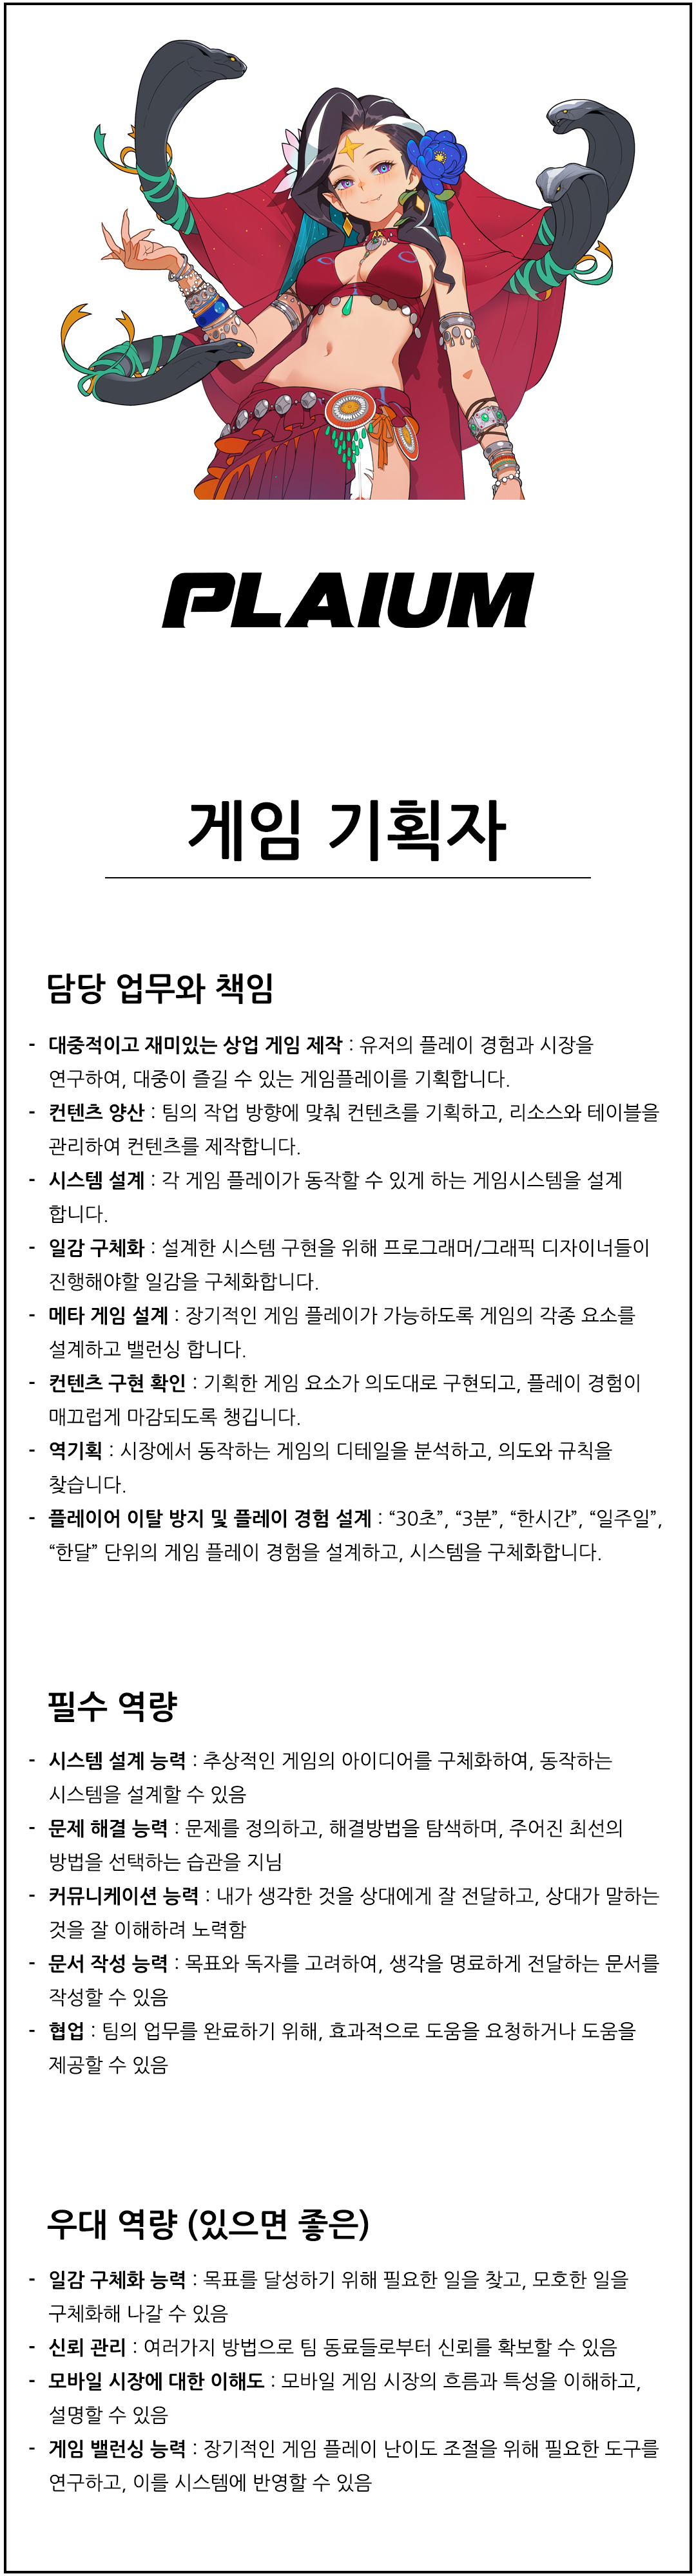 PLAIUM
게임 기획자
담당 업무와 책임
- 대중적이고 재미있는 상업 게임 제작 : 유저의 플레이 경험과 시장을
연구하여, 대중이 즐길 수 있는 게임플레이를 기획합니다.
- 컨텐츠 양산 : 팀의 작업 방향에 맞춰 컨텐츠를 기획하고, 리소스와 테이블을
관리하여 컨텐츠를 제작합니다.
- 시스템 설계 : 각 게임 플레이가 동작할 수 있게 하는 게임시스템을 설계
합니다.
- 일감 구체화 : 설계한 시스템 구현을 위해 프로그래머/그래픽 디자이너들이
진행해야할 일감을 구체화합니다.
- 메타 게임 설계 : 장기적인 게임 플레이가 가능하도록 게임의 각종 요소를
설계하고 밸런싱 합니다.
- 컨텐츠 구현 확인 : 기획한 게임 요소가 의도대로 구현되고, 플레이 경험이
매끄럽게 마감되도록 챙깁니다.
- 역기획 : 시장에서 동작하는 게임의 디테일을 분석하고, 의도와 규칙을
찾습니다.
- 플레이어 이탈 방지 및 플레이 경험 설계 : “30초”, “3분”, “한시간”, “일주일”,
“한달” 단위의 게임 플레이 경험을 설계하고, 시스템을 구체화합니다.
필수 역량
- 시스템 설계 능력 : 추상적인 게임의 아이디어를 구체화하여, 동작하는
시스템을 설계할 수 있음
- 문제 해결 능력 : 문제를 정의하고, 해결방법을 탐색하며, 주어진 최선의
방법을 선택하는 습관을 지님
- 커뮤니케이션 능력 : 내가 생각한 것을 상대에게 잘 전달하고, 상대가 말하는
것을 잘 이해하려 노력함
- 문서 작성 능력 : 목표와 독자를 고려하여, 생각을 명료하게 전달하는 문서를
작성할 수 있음
- 협업 : 팀의 업무를 완료하기 위해, 효과적으로 도움을 요청하거나 도움을
제공할 수 있음
우대 역량 (있으면 좋은)
- 일감 구체화 능력 : 목표를 달성하기 위해 필요한 일을 찾고, 모호한 일을
구체화해 나갈 수 있음
- 신뢰 관리 : 여러가지 방법으로 팀 동료들로부터 신뢰를 확보할 수 있음
- 모바일 시장에 대한 이해도 : 모바일 게임 시장의 흐름과 특성을 이해하고,
설명할 수 있음
- 게임 밸런싱 능력 : 장기적인 게임 플레이 난이도 조절을 위해 필요한 도구를
연구하고, 이를 시스템에 반영할 수 있음